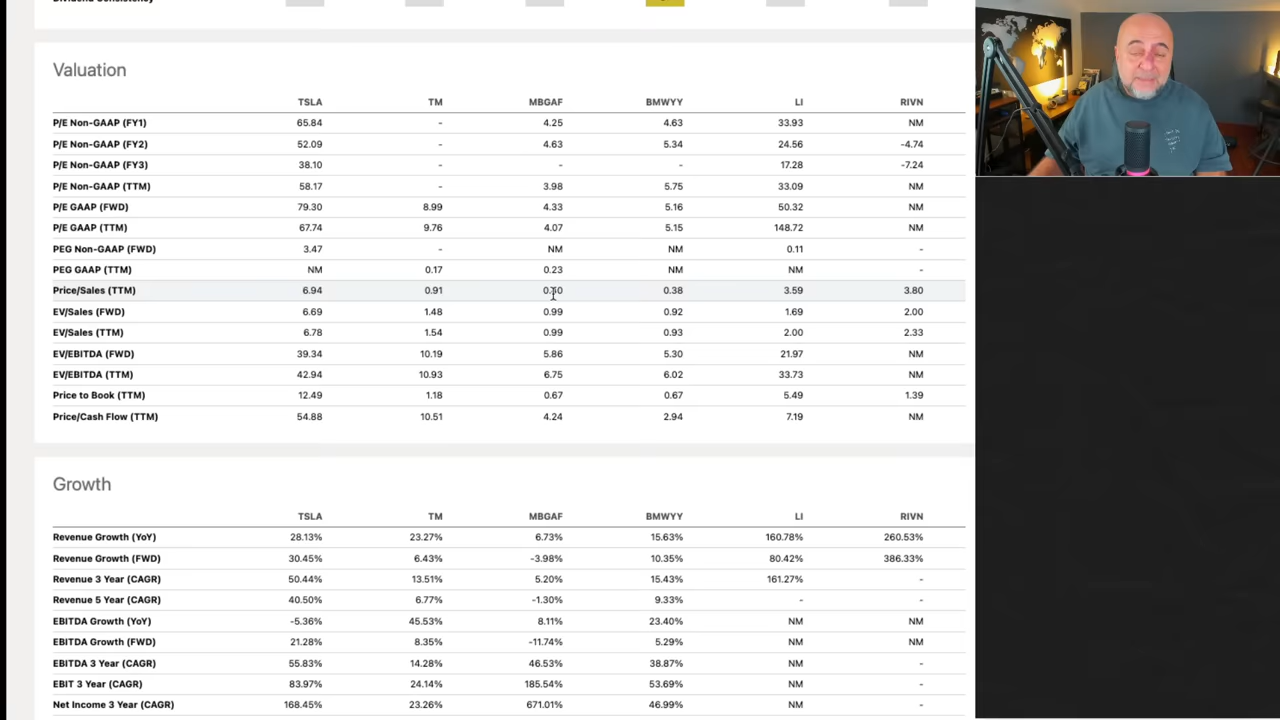 Valuation
TSLA TM MBGAF BMWYY LI RIVN
P/E Non-GAAP (FY1) 65.84 - 4.25 4.63 33.93 NM
P/E Non-GAAP (FY2) 52.09 - 4.63 5.34 24.56 -4.74
P/E Non-GAAP (FY3) 38.10 - - - 17.28 -7.24
P/E Non-GAAP (TTM) 58.17 - 3.98 5.75 33.09 NM
P/E GAAP (FWD) 79.30 8.99 4.33 5.16 50.32 NM
P/E GAAP (TTM) 67.74 9.76 4.07 5.15 148.72 NM
PEG Non-GAAP (FWD) 3.47 - NM NM 0.11 -
PEG GAAP (TTM) NM 0.17 0.23 NM NM -
Price/Sales (TTM) 6.94 0.91 0.38 3.59 3.80
EV/Sales (FWD) 6.69 1.48 0.99 0.92 1.69 2.00
EV/Sales (TTM) 6.78 1.54 0.99 0.93 2.00 2.33
EV/EBITDA (FWD) 39.34 10.19 5.86 5.30 21.97 NM
EV/EBITDA (TTM) 42.94 10.93 6.75 6.02 33.73 NM
Price to Book (TTM) 12.49 1.18 0.67 0.67 5.49 1.39
Price/Cash Flow (TTM) 54.88 10.51 4.24 2.94 7.19 NM
Growth
TSLA TM MBGAF BMWYY LI RIVN
Revenue Growth (YoY) 28.13% 23.27% 6.73% 15.63% 160.78% 260.53%
Revenue Growth (FWD) 30.45% 6.43% -3.98% 10.35% 80.42% 386.33%
Revenue 3 Year (CAGR) 50.44% 13.51% 5.20% 15.43% 161.27% -
Revenue 5 Year (CAGR) 40.50% 6.77% -1.30% 9.33% - -
EBITDA Growth (YoY) -5.36% 45.53% 8.11% 23.40% NM NM
EBITDA Growth (FWD) 21.28% 8.35% -11.74% 5.29% NM NM
EBITDA 3 Year (CAGR) 55.83% 14.28% 46.53% 38.87% NM -
EBIT 3 Year (CAGR) 83.97% 24.14% 185.54% 53.69% NM -
Net Income 3 Year (CAGR) 168.45% 23.26% 671.01% 46.99% NM -